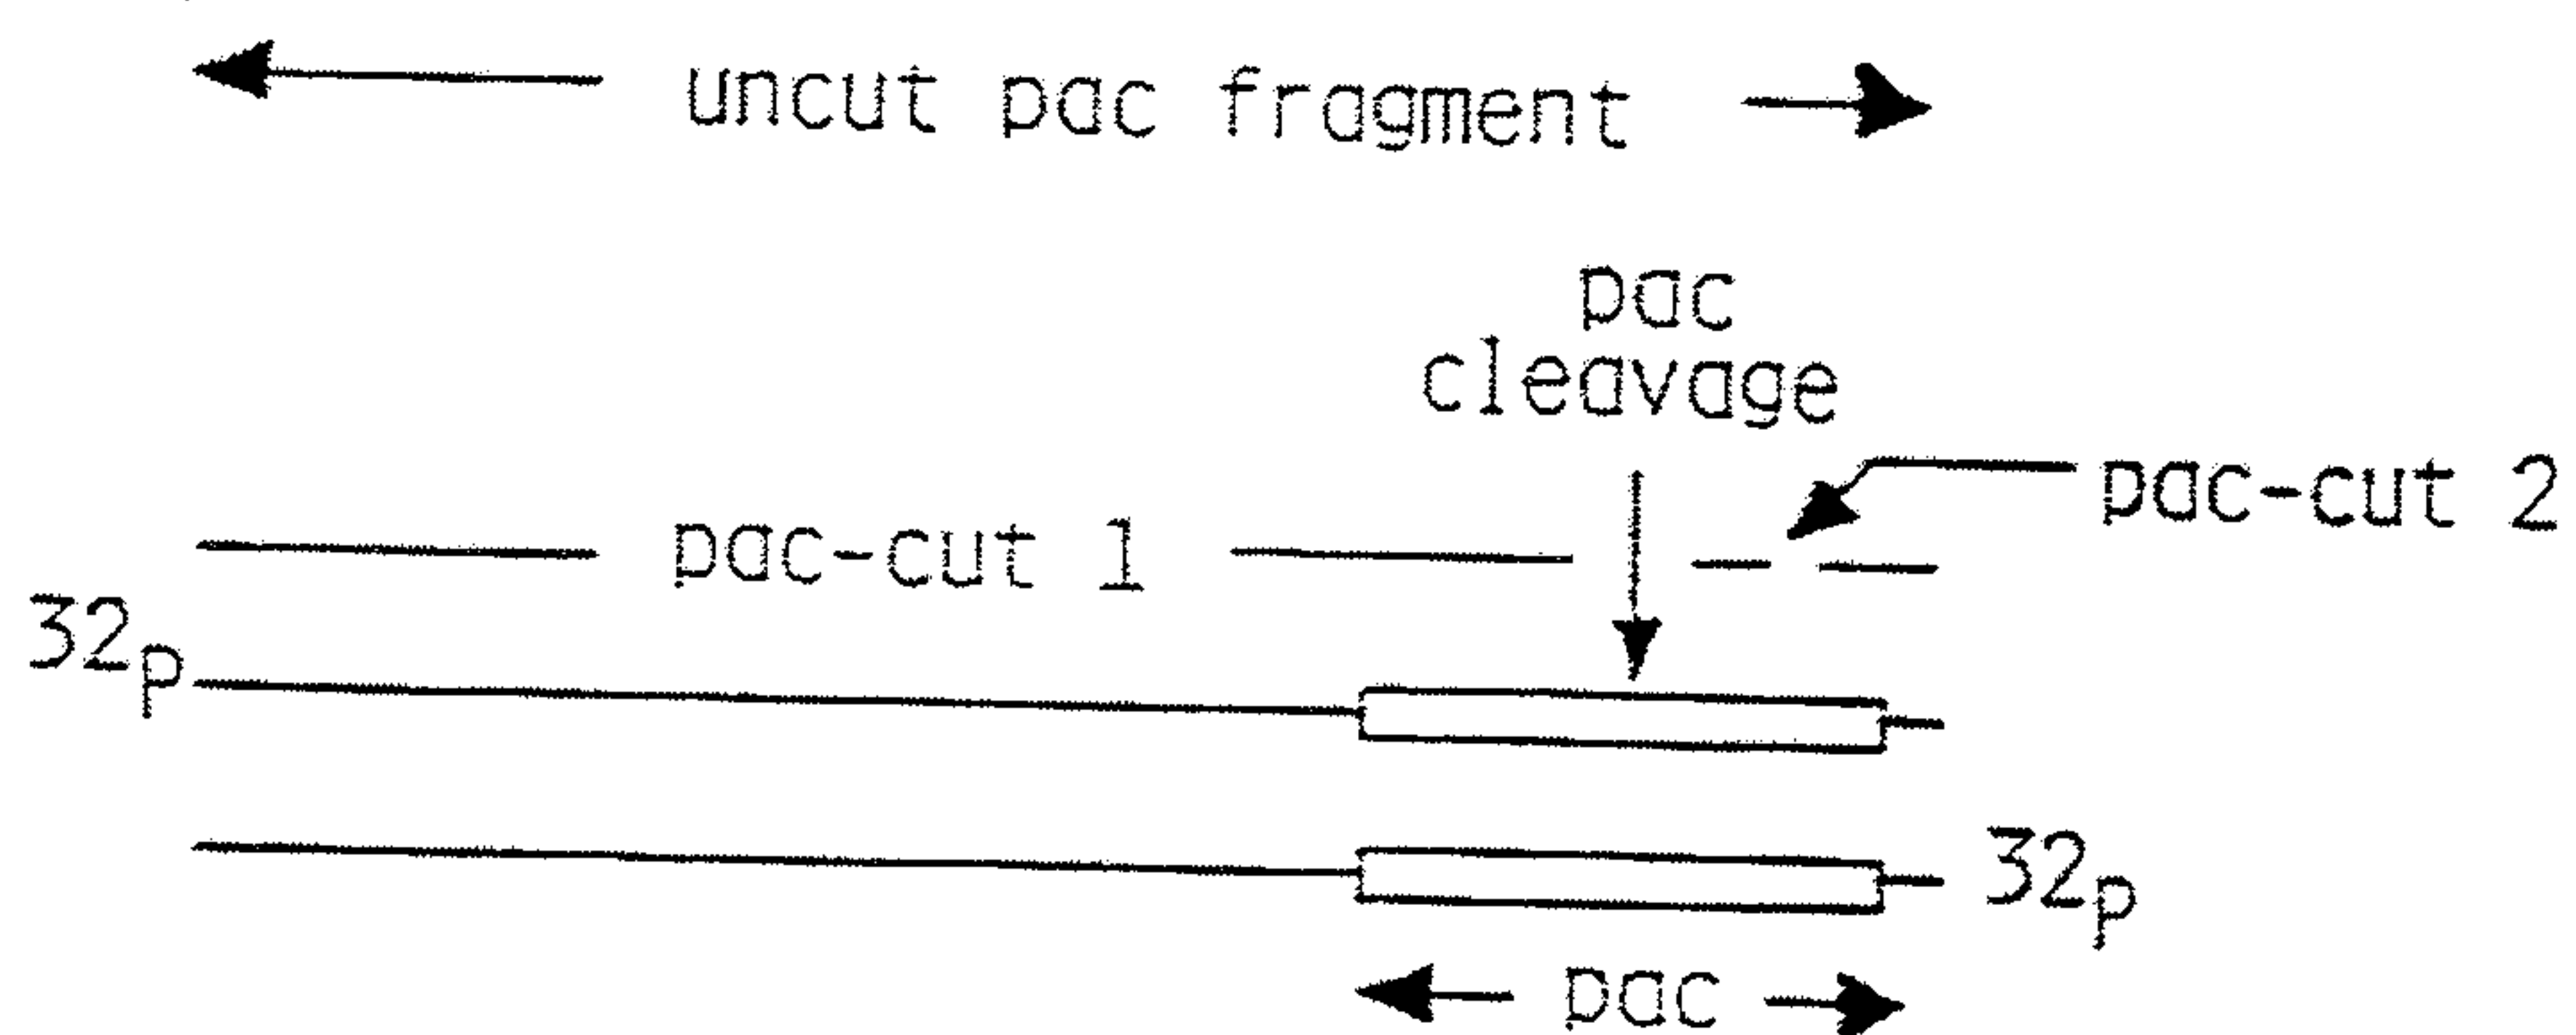 uncut pac fragment
pac
cleavage
pac-cut 2
pac-cut 1
32p
32p
pac